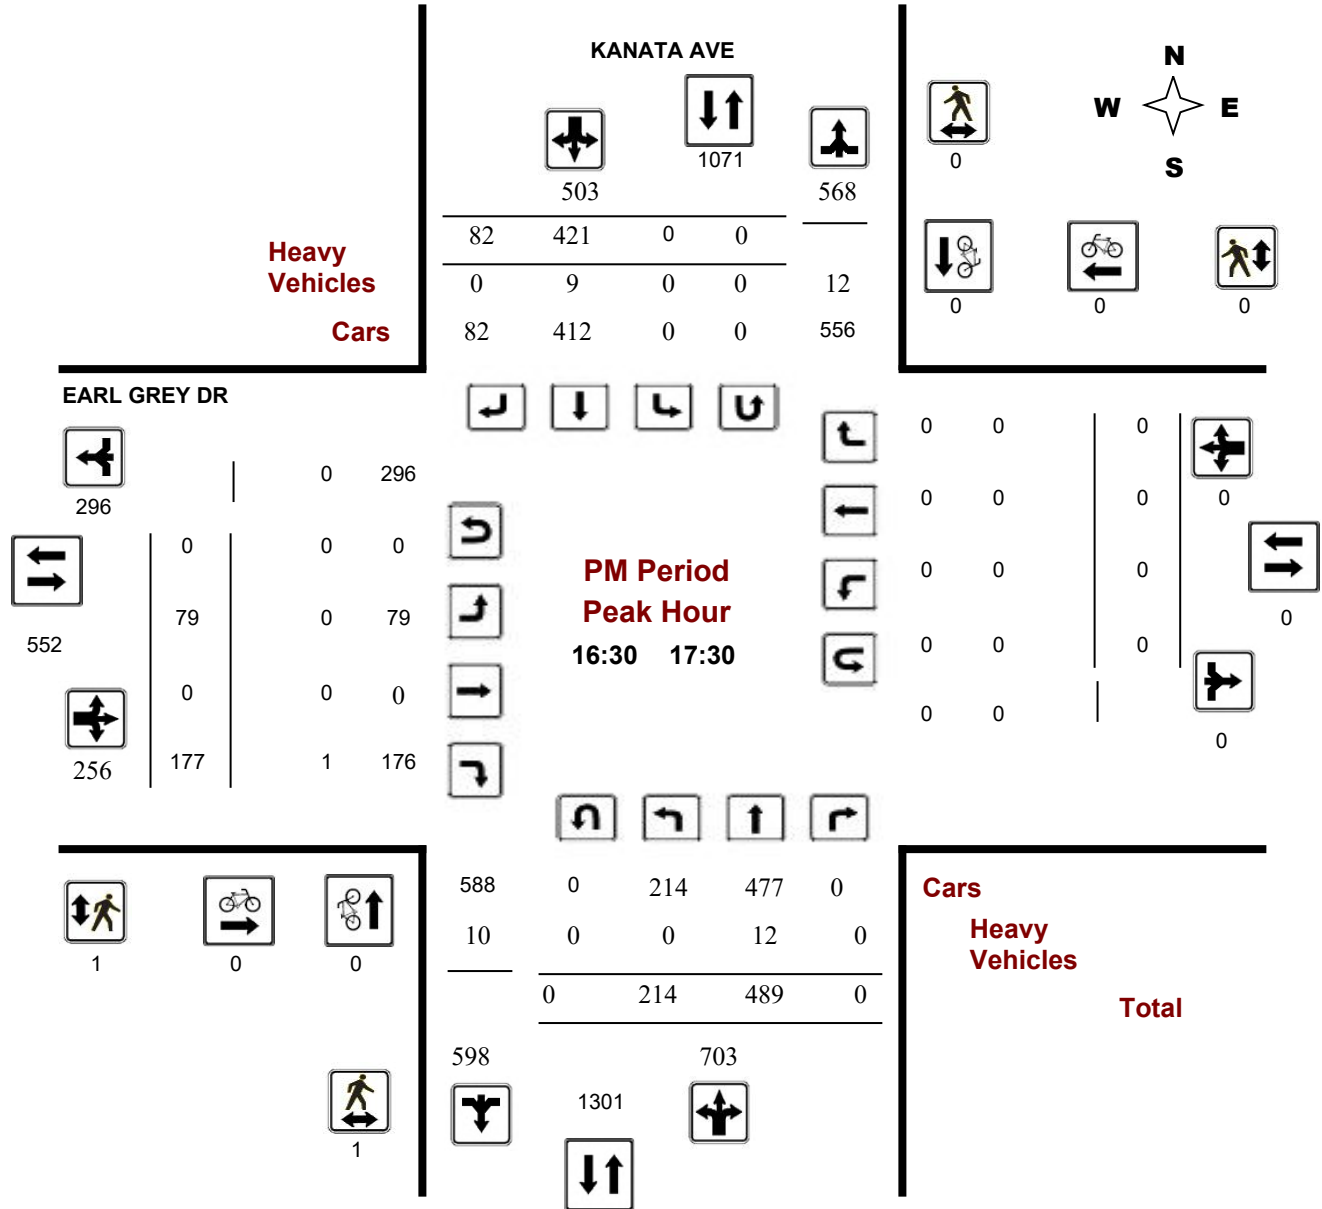 KANATA AVE
N
W E
S
1071
0
503 568
82 421 0 0
Heavy
Vehicles 0 9 0 0 12
0 0 0
Cars 82 412 0 0 556
EARL GREY DR
0 0 0
0 296
296
0 0 0 0
0 0 0
PM Period
0 0 0
79 0 79
Peak Hour
0
552
16:30 17:30
0 0 0
0 0 0
0 0
0
177 1 176
256
588 0 214 477 0
Cars
10 0 0 12 0
Heavy
Vehicles
1 0 0
0 214 489 0
Total
598 703
1301
1